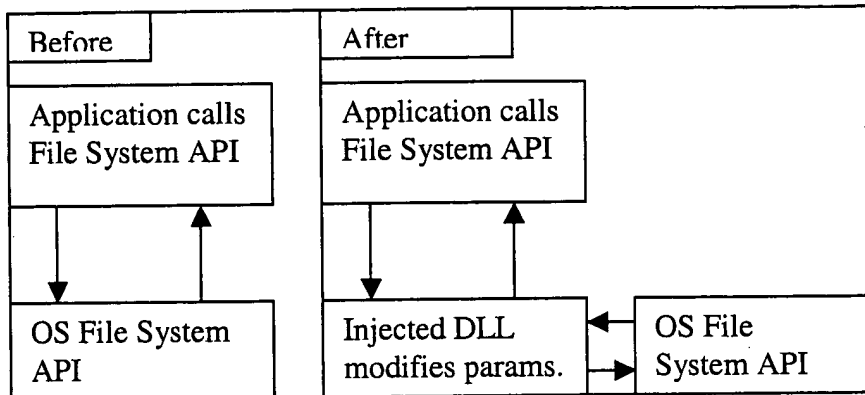 Before
Application calls
File System API
OS File System
API
After
Application calls
File System API
Injected DLL
modifies params.
OS File
System API